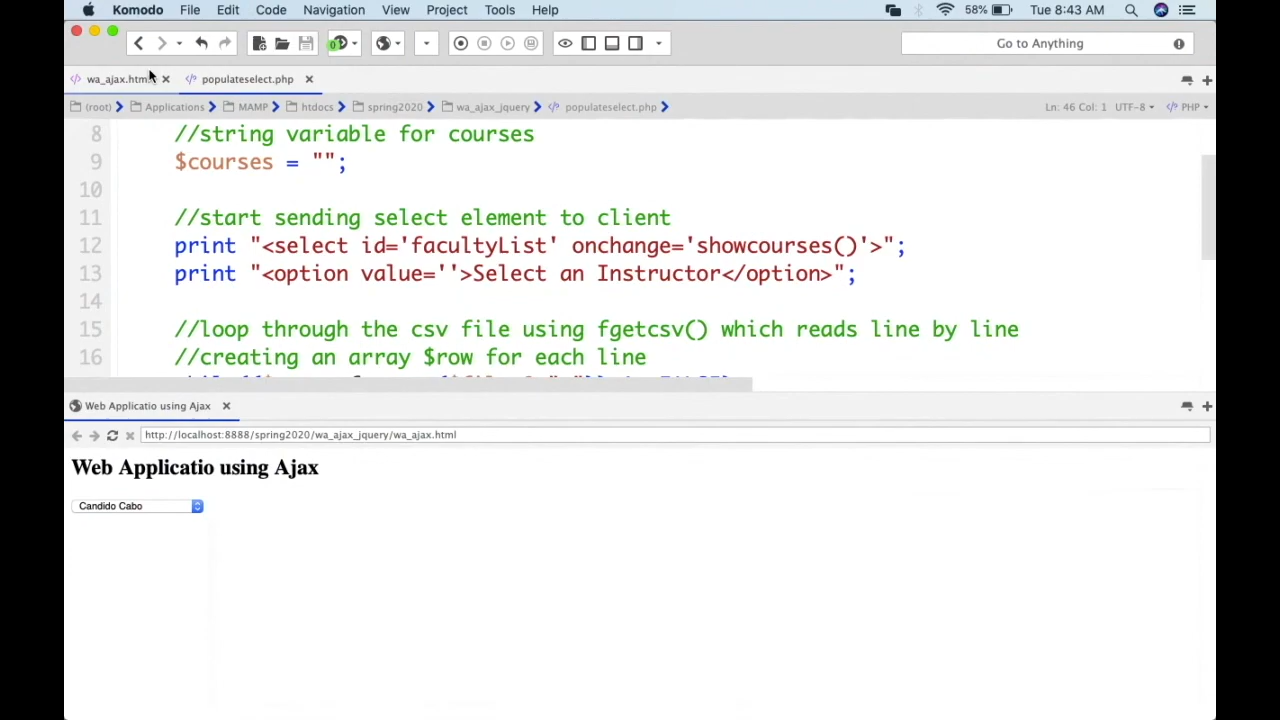 Komodo File Edit Code Navigation View Project Tools Help 58% Tue 8:43 AM
0 Go to Anything
wa_ajax.html populateselect.php
(root) Applications MAMP htdocs spring2020 wa_ajax_jquery populateselect.php Ln: 46 Col: 1 UTF-8 PHP
8 //string variable for courses
9 $courses = "";
10
11 //start sending select element to client
12 print "<select id='facultyList' onchange='showcourses()'>";
13 print "<option value=''>Select an Instructor</option>";
14
15 //loop through the csv file using fgetcsv() which reads line by line
16 //creating an array $row for each line
Web Applicatio using Ajax
http://localhost:8888/spring2020/wa_ajax_jquery/wa_ajax.html
Web Applicatio using Ajax
Candido Cabo